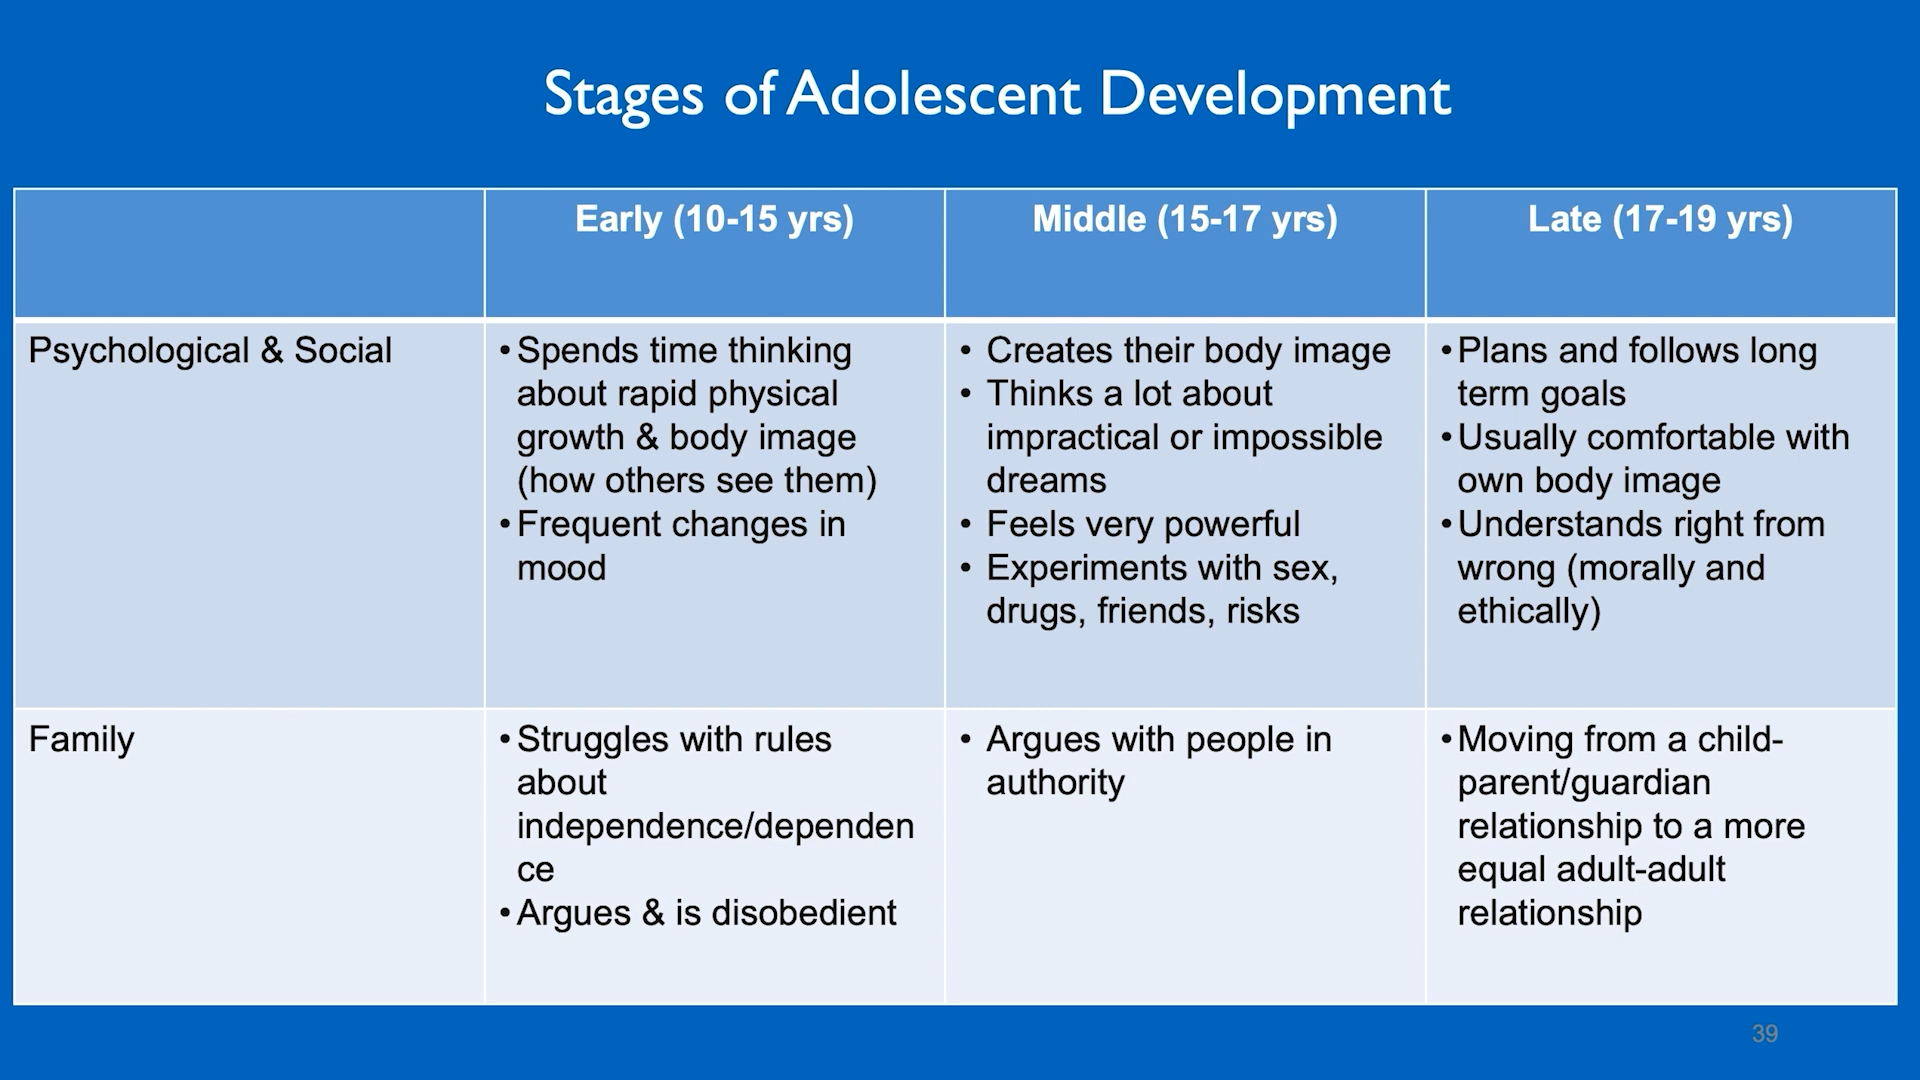 Stages of Adolescent Development
Early (10-15 yrs)
Middle (15-17 yrs)
Late (17-19 yrs)
Psychological & Social
•Spends time thinking
about rapid physical
growth & body image
(how others see them)
•Frequent changes in
mood
• Creates their body image
• Thinks a lot about
impractical or impossible
dreams
• Feels very powerful
• Experiments with sex,
drugs, friends, risks
•Plans and follows long
term goals
•Usually comfortable with
own body image
•Understands right from
wrong (morally and
ethically)
Family
•Struggles with rules
about
independence/dependen
ce
•Argues & is disobedient
• Argues with people in
authority
•Moving from a child-
parent/guardian
relationship to a more
equal adult-adult
relationship
39